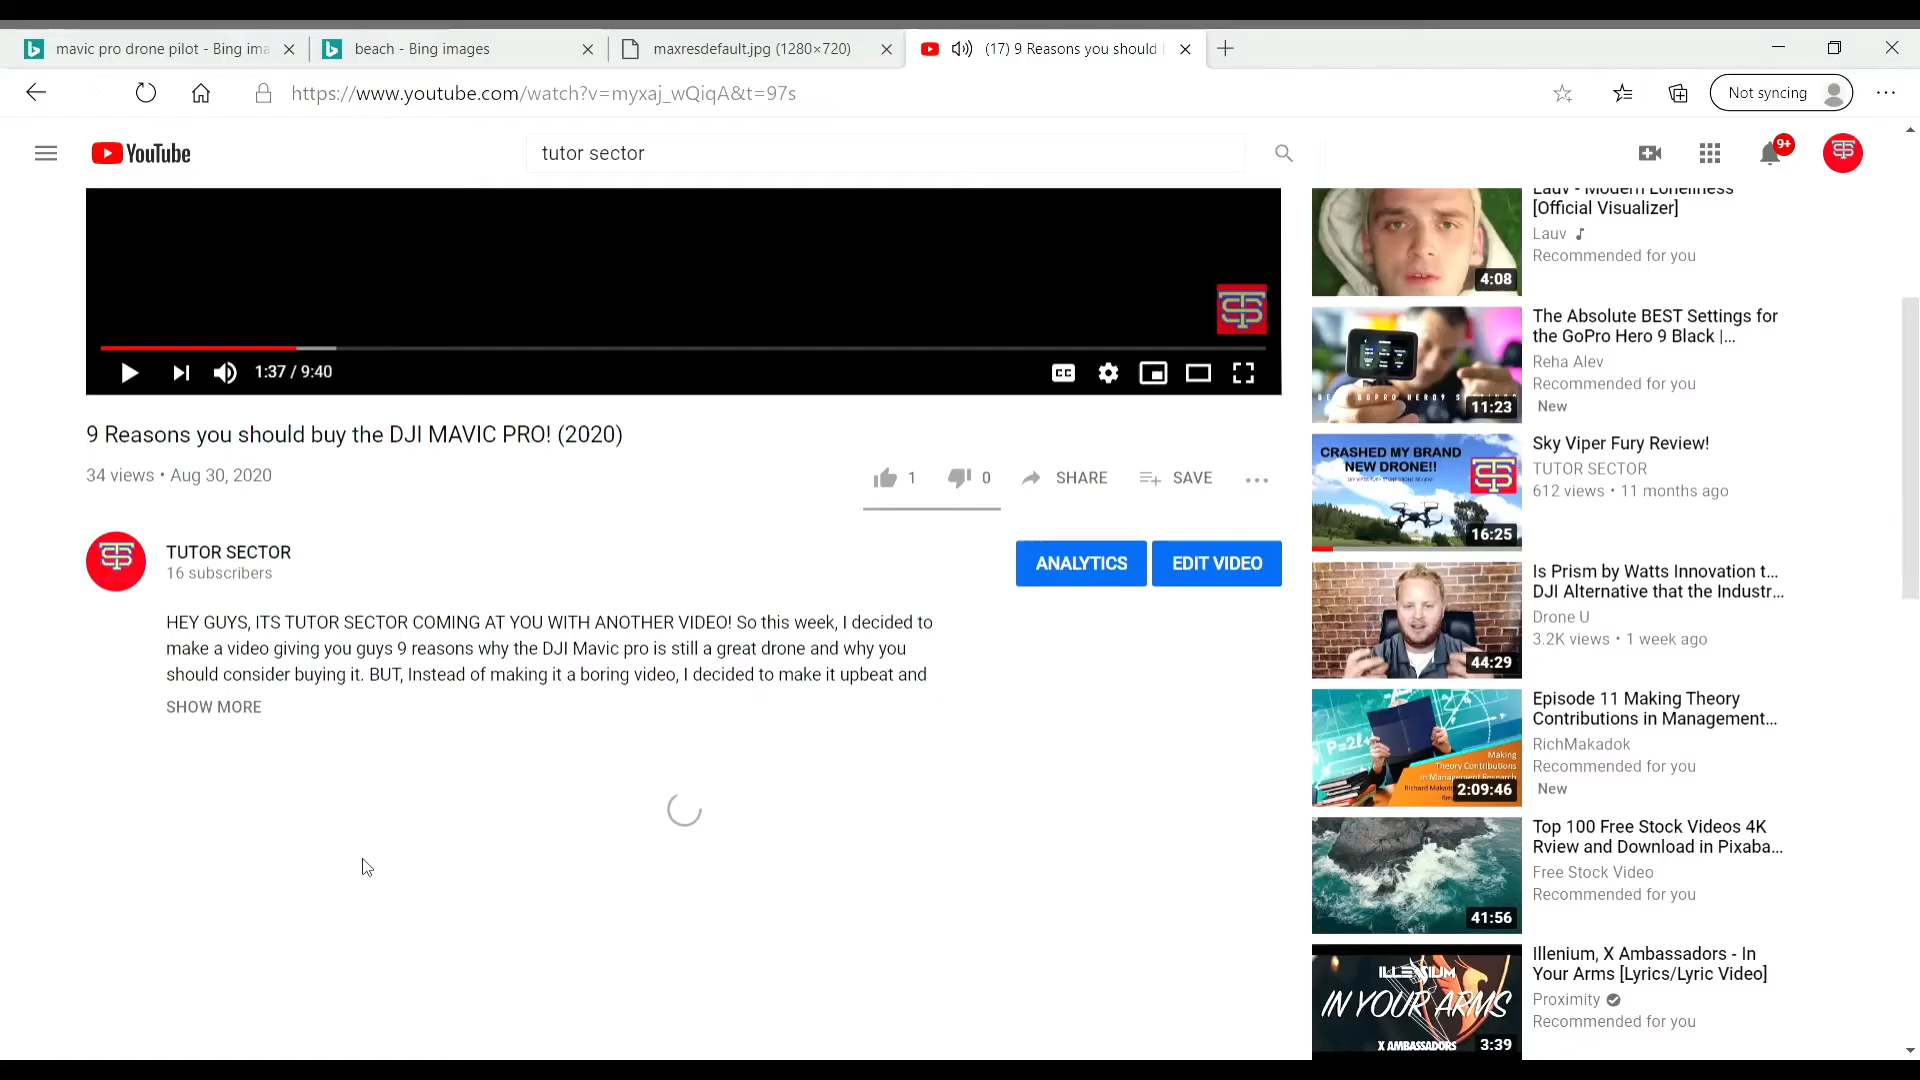 mavic pro drone pilot - Bing ima
beach - Bing images
maxresdefault.jpg (1280×720)
(17) 9 Reasons you should
https://www.youtube.com/watch?v=myxaj_wQiqA&t=97s
Not syncing
YouTube
tutor sector
9+
1:37 / 9:40
CC
9 Reasons you should buy the DJI MAVIC PRO! (2020)
34 views • Aug 30, 2020
1
0
SHARE
SAVE
TUTOR SECTOR
16 subscribers
ANALYTICS
EDIT VIDEO
HEY GUYS, ITS TUTOR SECTOR COMING AT YOU WITH ANOTHER VIDEO! So this week, I decided to
make a video giving you guys 9 reasons why the DJI Mavic pro is still a great drone and why you
should consider buying it. BUT, Instead of making it a boring video, I decided to make it upbeat and
SHOW MORE
Lauv - Modern Loneliness
[Official Visualizer]
Lauv
Recommended for you
4:08
The Absolute BEST Settings for
the GoPro Hero 9 Black |...
Reha Alev
Recommended for you
New
11:23
CRASHED MY BRAND
NEW DRONE!!
16:25
Sky Viper Fury Review!
TUTOR SECTOR
612 views • 11 months ago
44:29
Is Prism by Watts Innovation t...
DJI Alternative that the Industr...
Drone U
3.2K views • 1 week ago
Making
Theory Contributions
in Management Research
2:09:46
Episode 11 Making Theory
Contributions in Management...
RichMakadok
Recommended for you
New
41:56
Top 100 Free Stock Videos 4K
Rview and Download in Pixaba...
Free Stock Video
Recommended for you
ILLENIUM
IN YOUR ARMS
X AMBASSADORS
3:39
Illenium, X Ambassadors - In
Your Arms [Lyrics/Lyric Video]
Proximity
Recommended for you